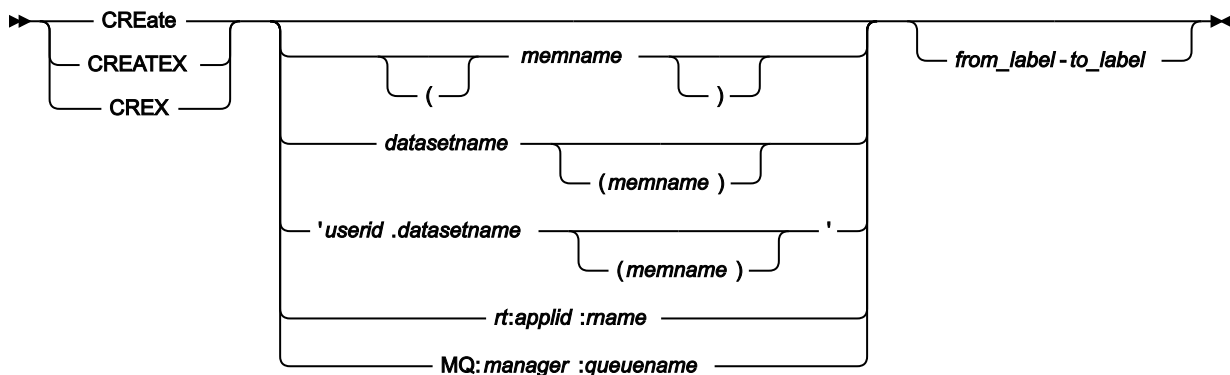 CREate
CREATEX
CREX
memname
( )
from_label - to_label
datasetname
(memname )
'userid .datasetname '
(memname )
rt:applid :rname
MQ:manager :queuename